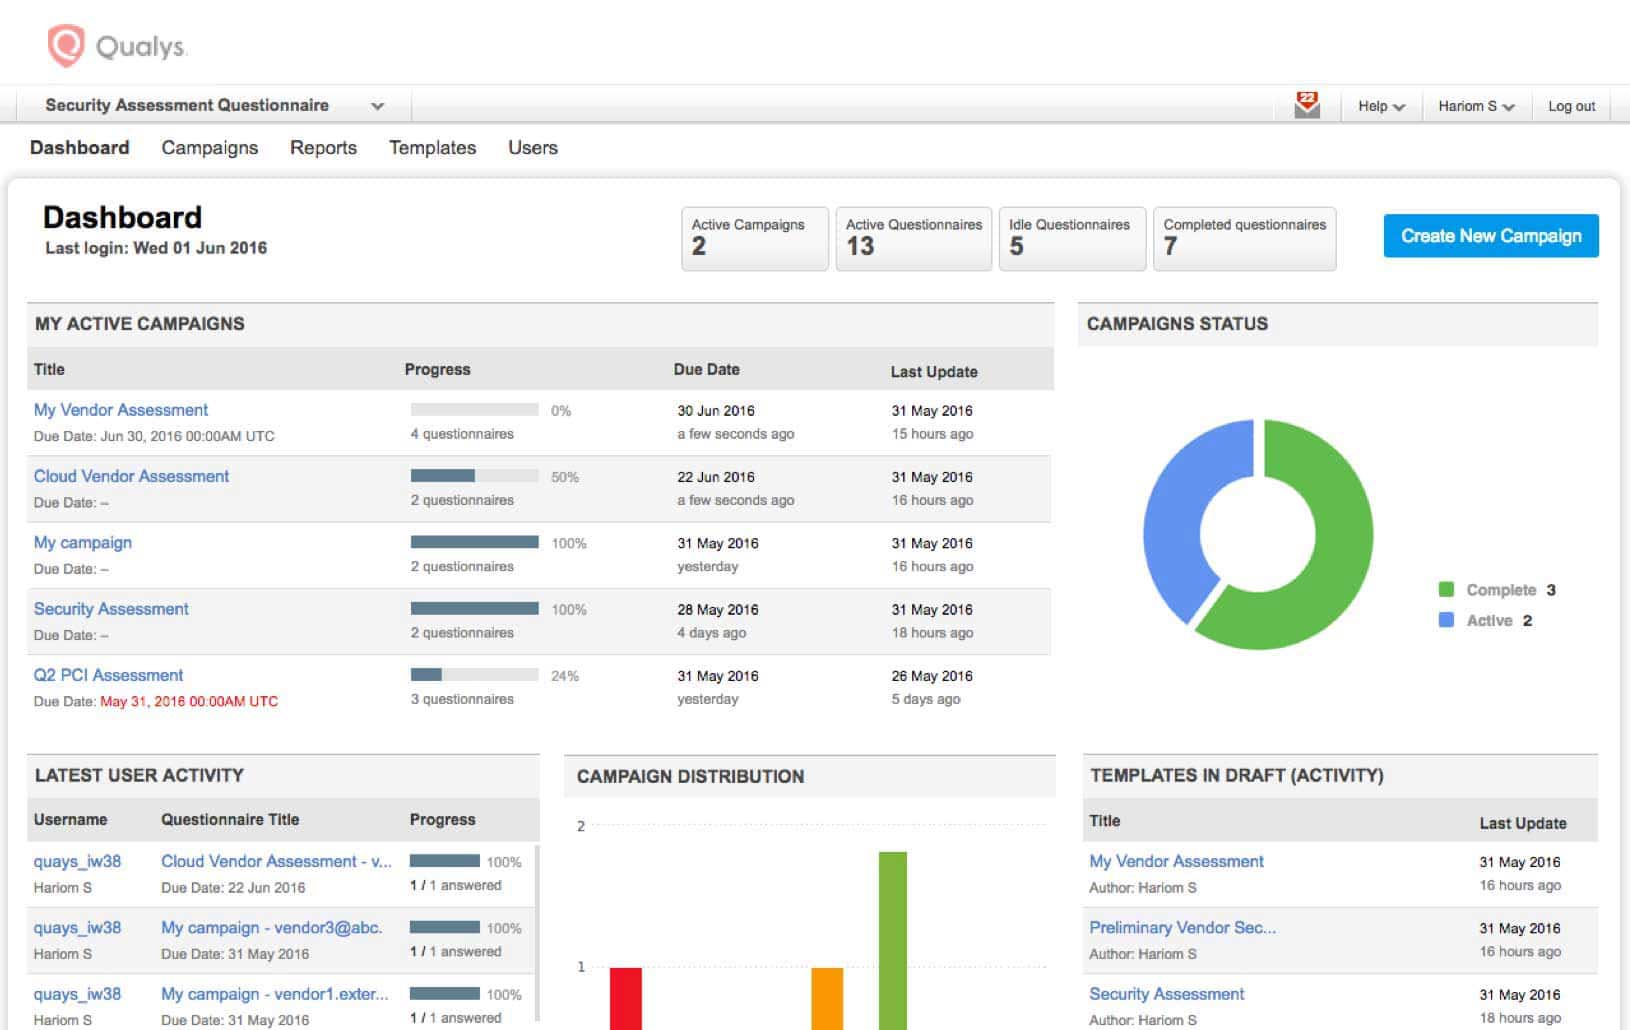 Qualys.
Security Assessment Questionnaire
22
Help
Hariom S
Log out
Dashboard Campaigns Reports Templates Users
Dashboard
Last login: Wed 01 Jun 2016
Active Campaigns
2
Active Questionnaires
13
Idle Questionnaires
5
Completed questionnaires
7
Create New Campaign
MY ACTIVE CAMPAIGNS
Title Progress Due Date Last Update
My Vendor Assessment 0% 30 Jun 2016 31 May 2016
Due Date: Jun 30, 2016 00:00AM UTC 4 questionnaires a few seconds ago 15 hours ago
Cloud Vendor Assessment 50% 22 Jun 2016 31 May 2016
Due Date: -- 2 questionnaires a few seconds ago 16 hours ago
My campaign 100% 31 May 2016 31 May 2016
Due Date: -- 2 questionnaires yesterday 16 hours ago
Security Assessment 100% 28 May 2016 31 May 2016
Due Date: -- 2 questionnaires 4 days ago 18 hours ago
Q2 PCI Assessment 24% 31 May 2016 26 May 2016
Due Date: May 31, 2016 00:00AM UTC 3 questionnaires yesterday 5 days ago
CAMPAIGNS STATUS
Complete 3
Active 2
LATEST USER ACTIVITY
Username Questionnaire Title Progress
quays_iw38 Cloud Vendor Assessment - v... 100%
Hariom S Due Date: 22 Jun 2016 1 / 1 answered
quays_iw38 My campaign - vendor3@abc. 100%
Hariom S Due Date: 31 May 2016 1 / 1 answered
quays_iw38 My campaign - vendor1.exter... 100%
Hariom S Due Date: 31 May 2016 1 / 1 answered
CAMPAIGN DISTRIBUTION
2
1
TEMPLATES IN DRAFT (ACTIVITY)
Title Last Update
My Vendor Assessment 31 May 2016
Author: Hariom S 16 hours ago
Preliminary Vendor Sec... 31 May 2016
Author: Hariom S 16 hours ago
Security Assessment 31 May 2016
Author: Hariom S 18 hours ago